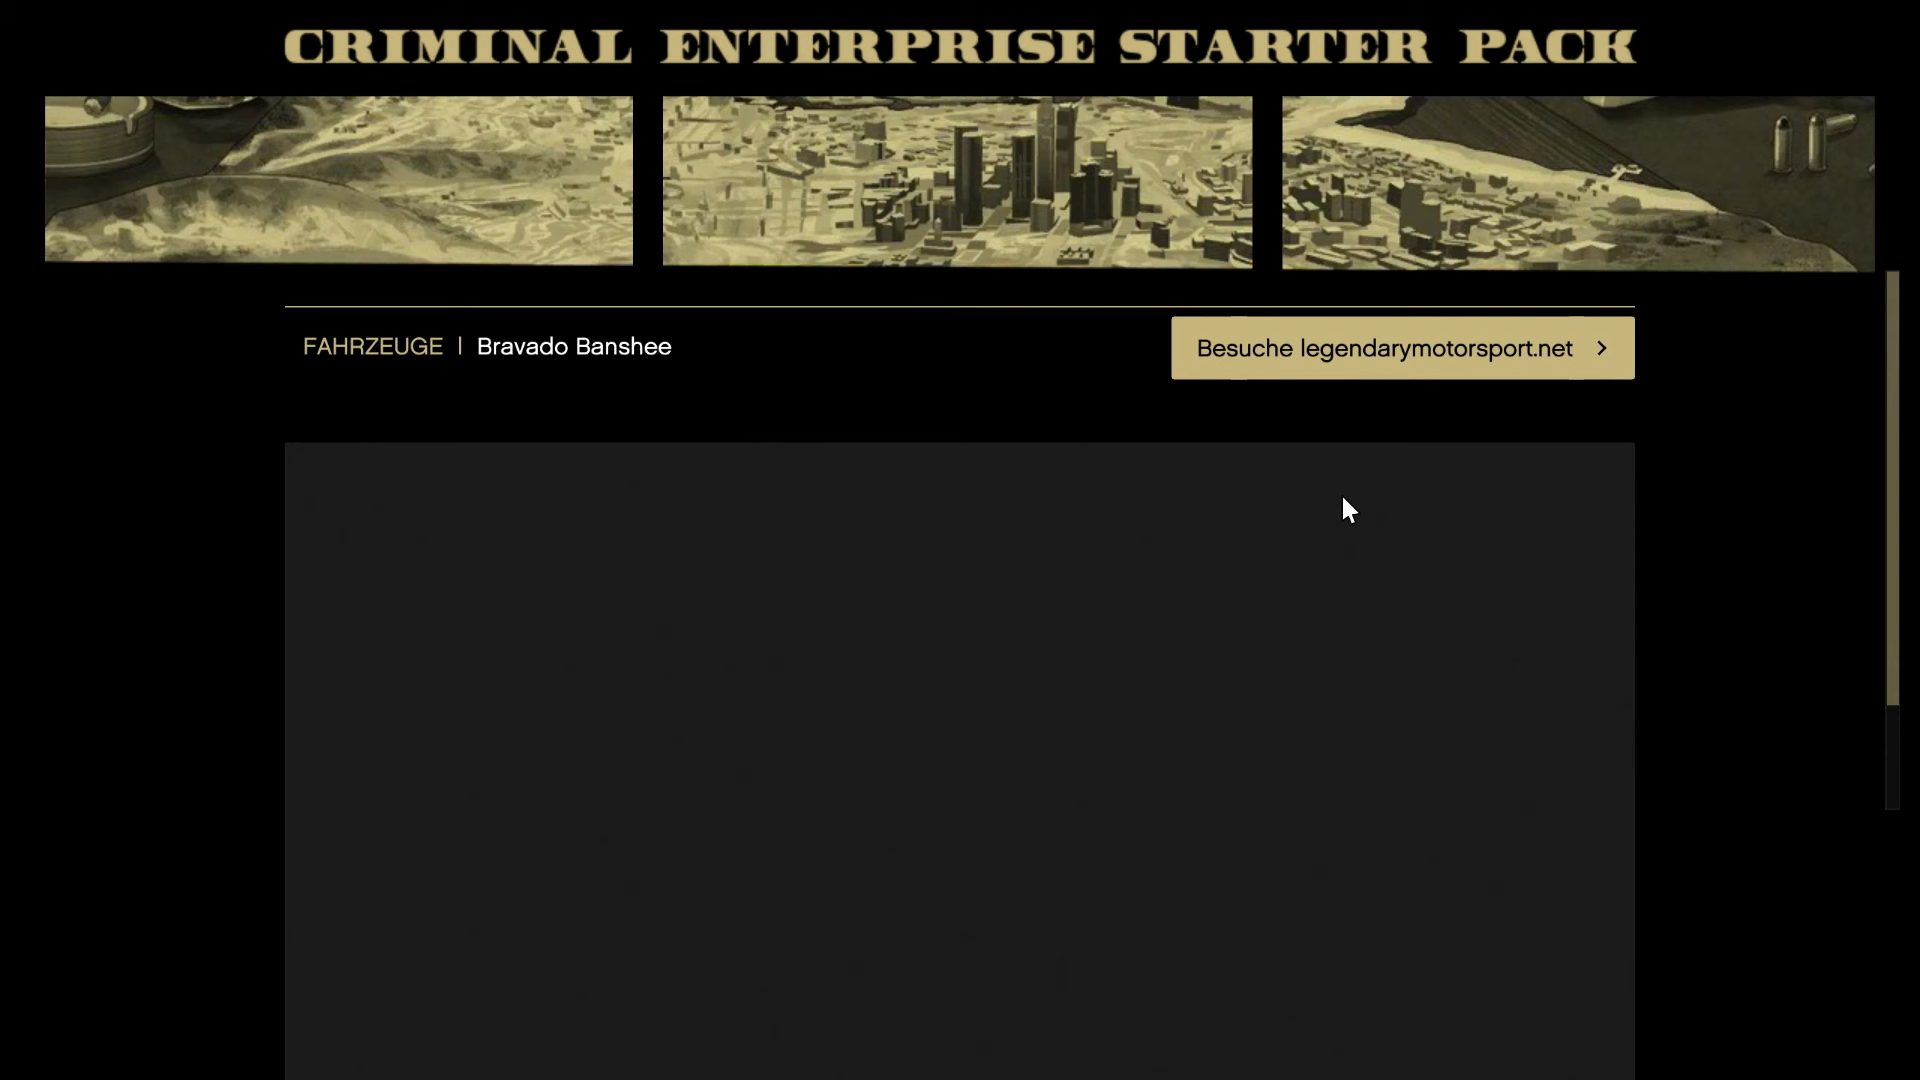 CRIMINAL ENTERPRISE STARTER PACK
FAHRZEUGE | Bravado Banshee
Besuche legendarymotorsport.net >